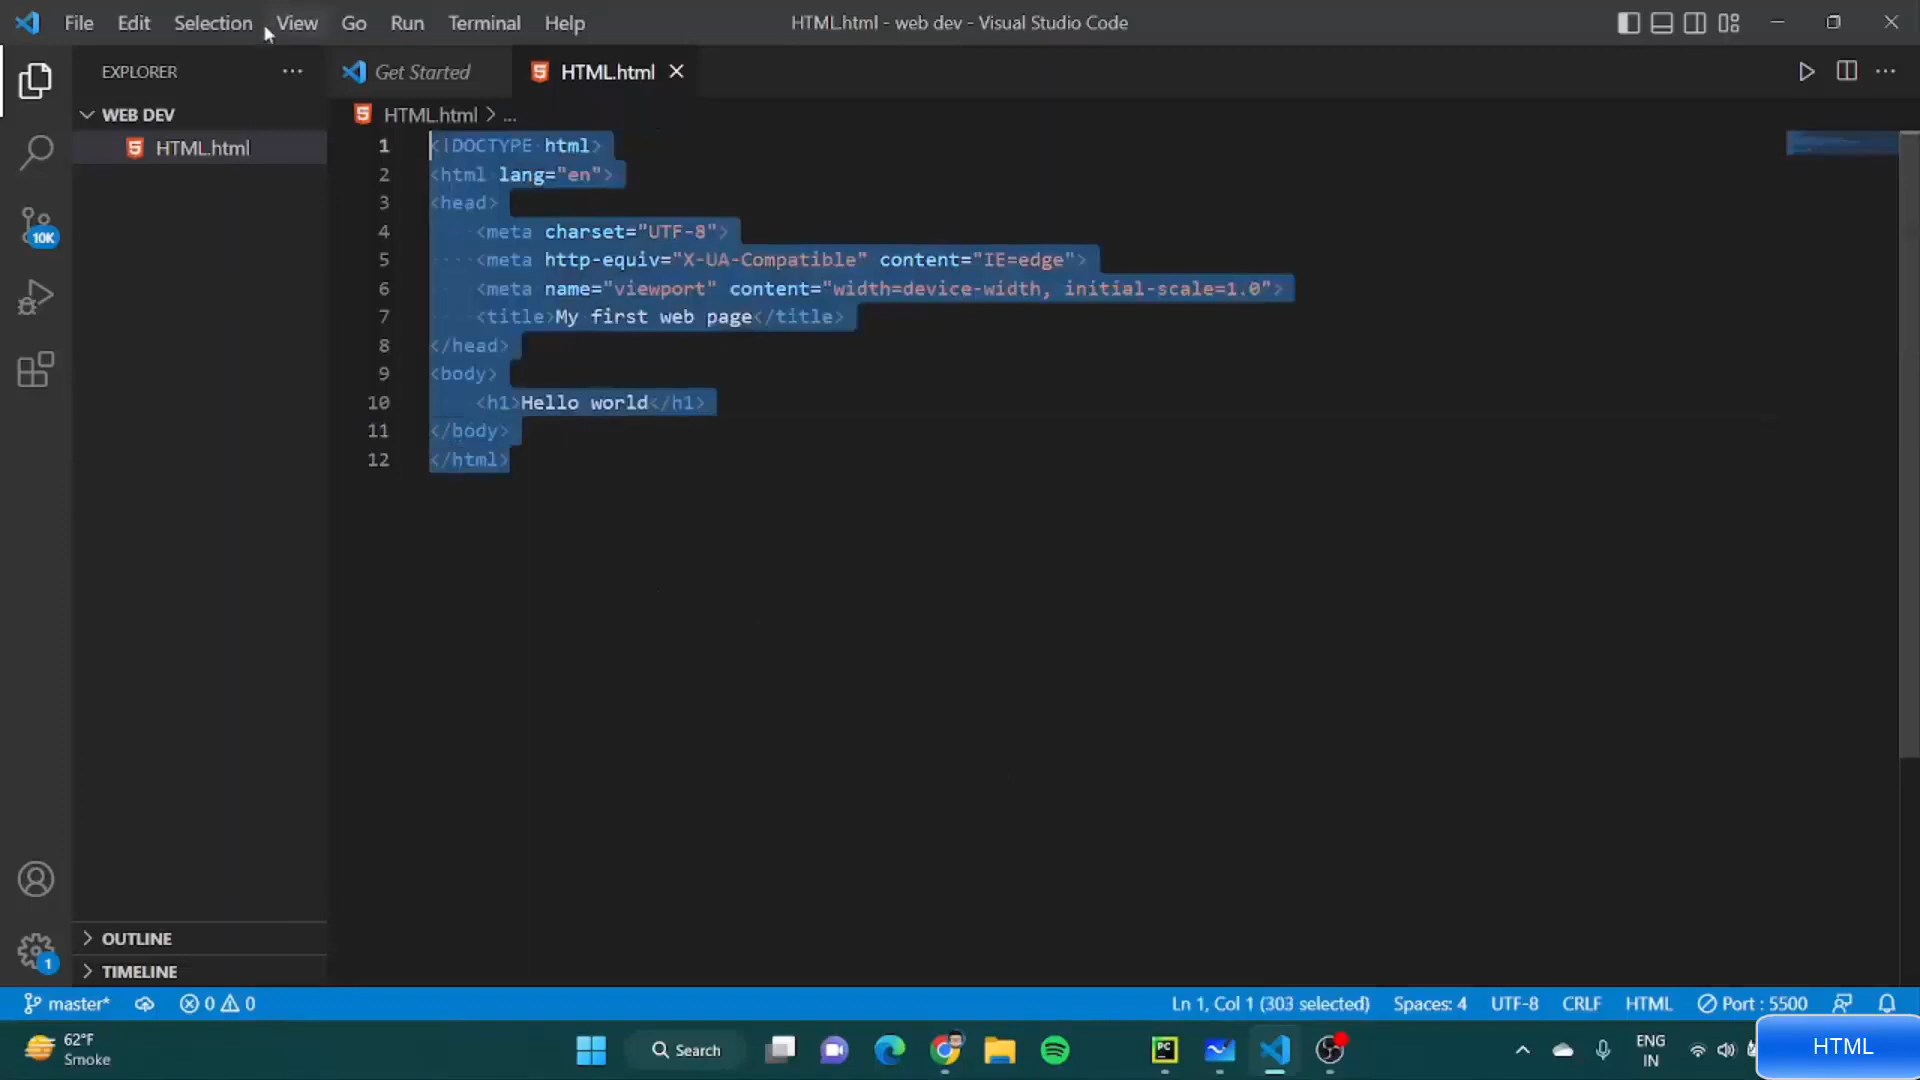 File Edit Selection View Go Run Terminal Help HTML.html - web dev - Visual Studio Code
EXPLORER
Get Started
HTML.html
WEB DEV
HTML.html
HTML.html > ...
1 <!DOCTYPE html>
2 <html lang="en">
3 <head>
4 <meta charset="UTF-8">
5 <meta http-equiv="X-UA-Compatible" content="IE=edge">
6 <meta name="viewport" content="width=device-width, initial-scale=1.0">
7 <title>My first web page</title>
8 </head>
9 <body>
10 <h1>Hello world</h1>
11 </body>
12 </html>
10K
OUTLINE
1
TIMELINE
master* 0 0 Ln 1, Col 1 (303 selected) Spaces: 4 UTF-8 CRLF HTML Port : 5500
62°F
Smoke
Search
PC
ENG
IN
HTML